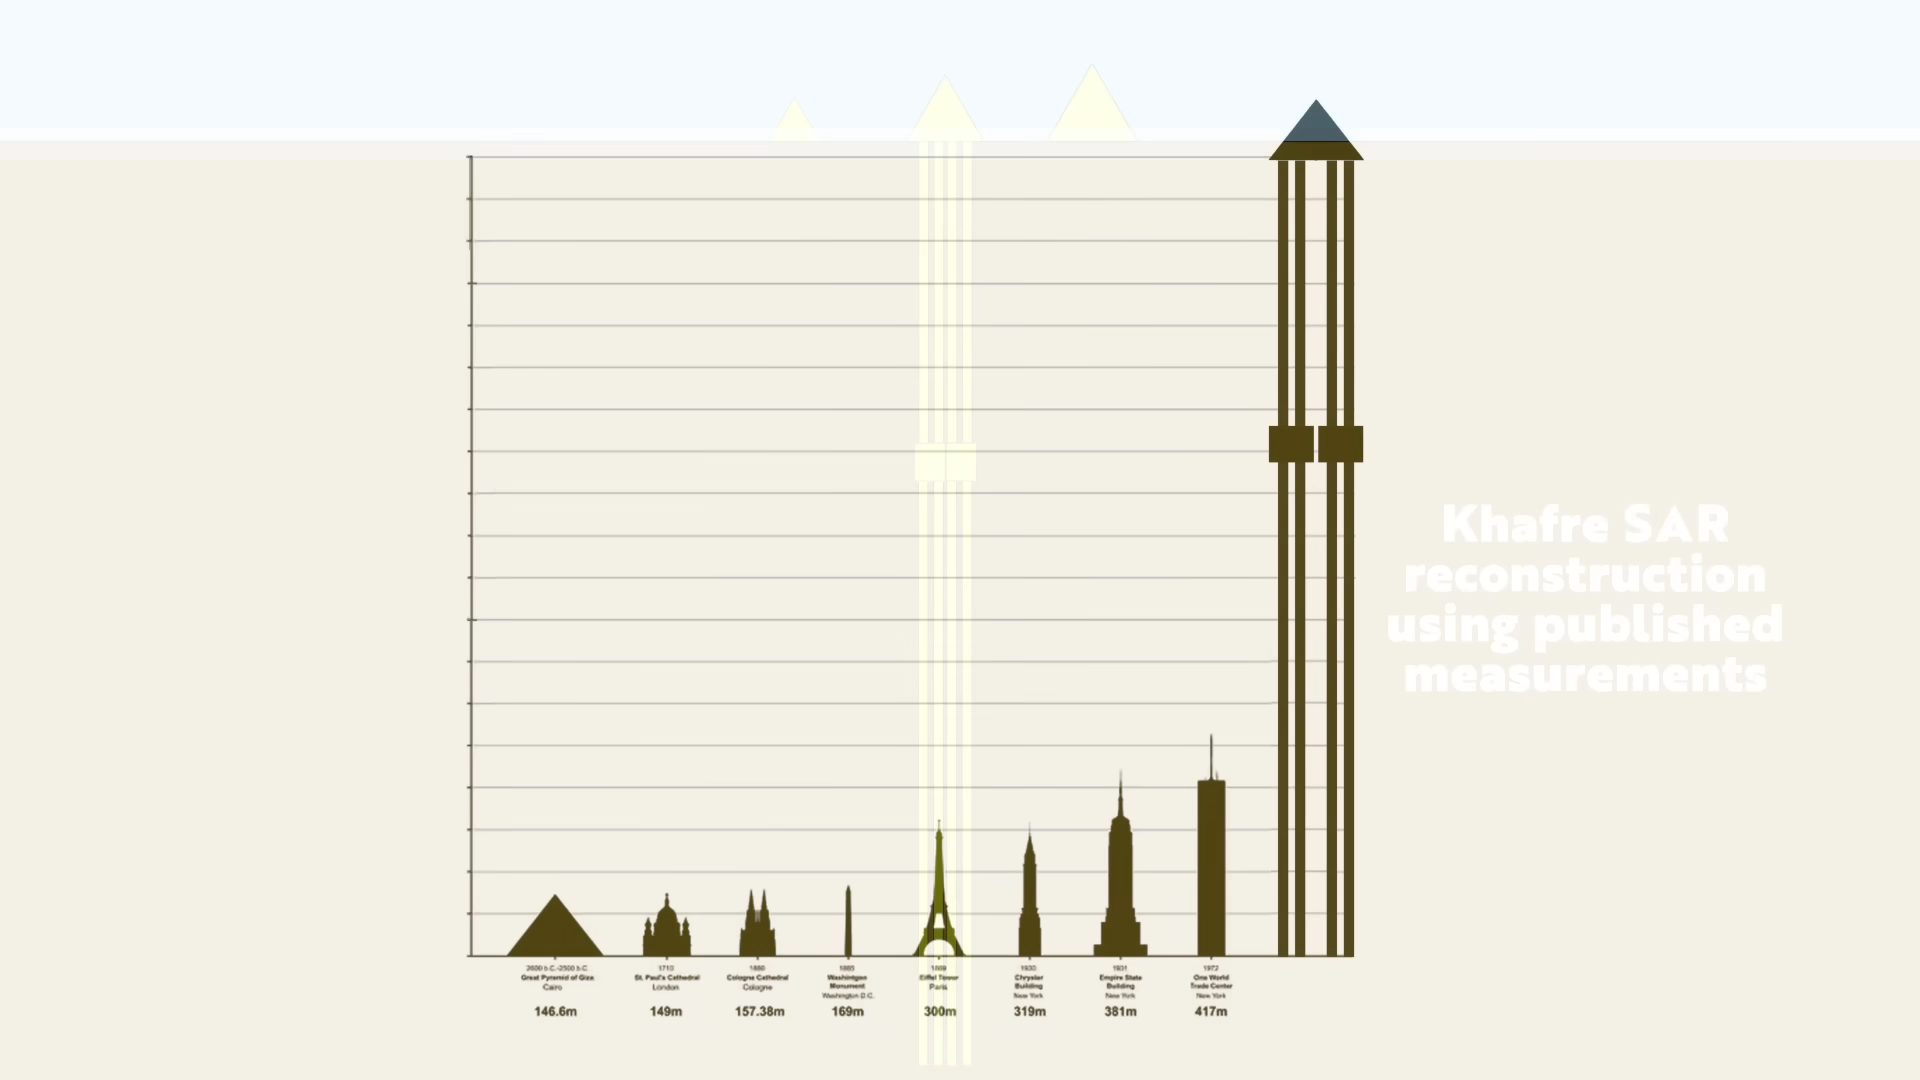 Khafre SAR
reconstruction
using published
measurements
2600 b.C.-2500 b.C.
Great Pyramid of Giza
Cairo
146.6m
1710
St. Paul's Cathedral
London
149m
1880
Cologne Cathedral
Cologne
157.38m
1885
Washington
Monument
Washington D.C.
169m
1889
Eiffel Tower
Paris
300m
1930
Chrysler
Building
New York
319m
1931
Empire State
Building
New York
381m
1972
One World
Trade Center
New York
417m